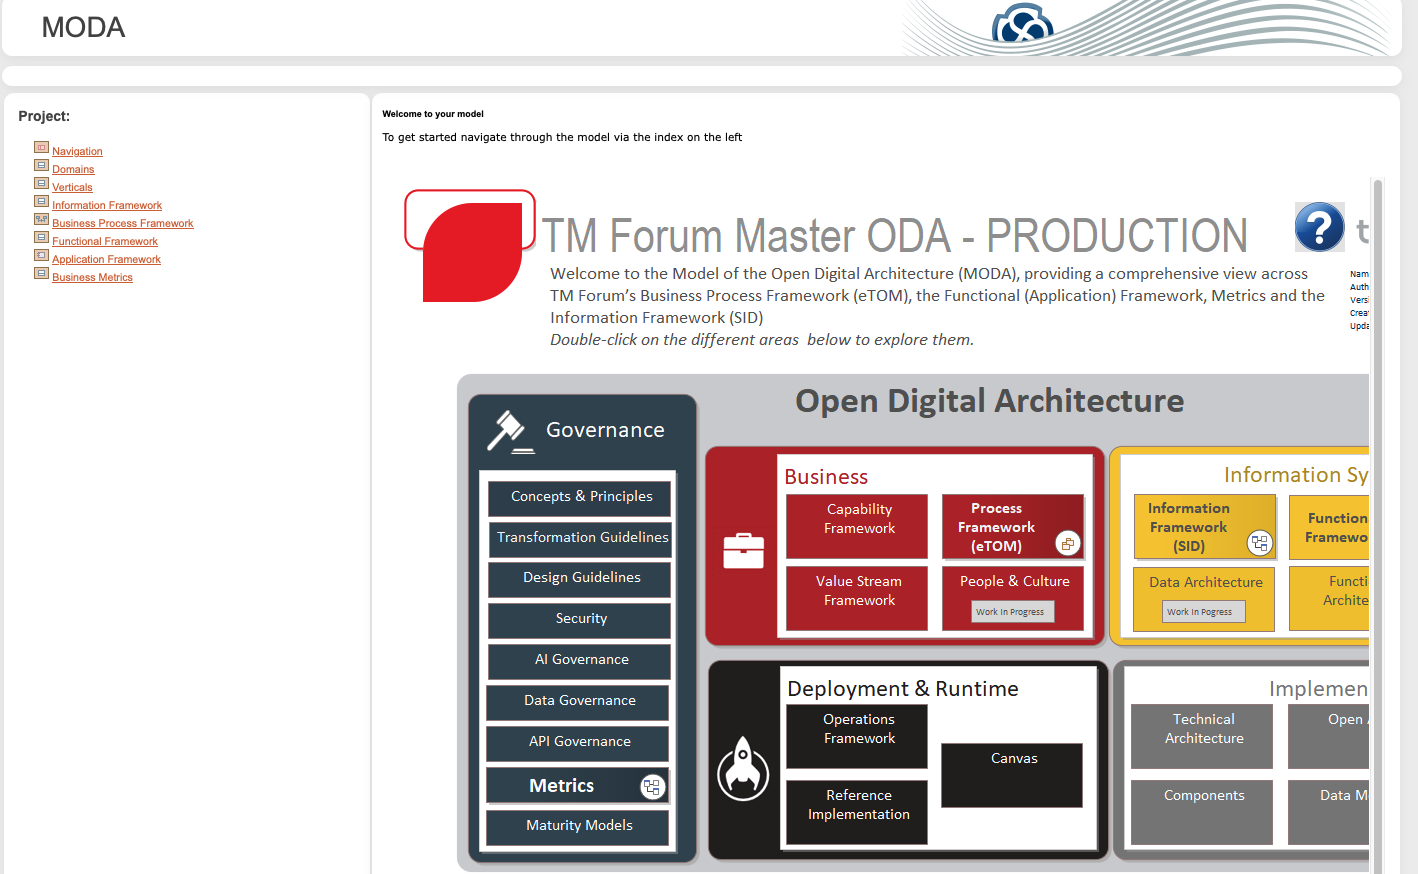 MODA
Project:
Navigation
Domains
Verticals
Information Framework
Business Process Framework
Functional Framework
Application Framework
Business Metrics
Welcome to your model
To get started navigate through the model via the index on the left
TM Forum Master ODA - PRODUCTION
?
t
Welcome to the Model of the Open Digital Architecture (MODA), providing a comprehensive view across
TM Forum's Business Process Framework (eTOM), the Functional (Application) Framework, Metrics and the
Information Framework (SID)
Double-click on the different areas below to explore them.
Nam
Auth
Versi
Creat
Upda
Open Digital Architecture
Governance
Concepts & Principles
Transformation Guidelines
Design Guidelines
Security
AI Governance
Data Governance
API Governance
Metrics
Maturity Models
Business
Capability
Framework
Process
Framework
(eTOM)
Value Stream
Framework
People & Culture
Work In Progress
Information Sy
Information
Framework
(SID)
Function
Framewo
Data Architecture
Work In Pogress
Functi
Archite
Deployment & Runtime
Operations
Framework
Canvas
Reference
Implementation
Implemen
Technical
Architecture
Open
Components
Data M